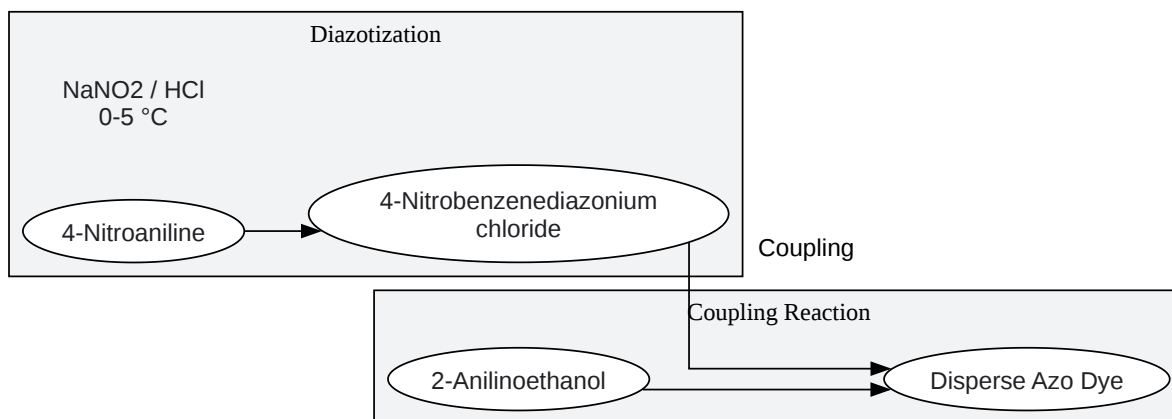 Diazotization
NaNO2 / HCl
0-5 °C
4-Nitroaniline
4-Nitrobenzenediazonium
chloride
Coupling
Coupling Reaction
2-Anilinoethanol
Disperse Azo Dye